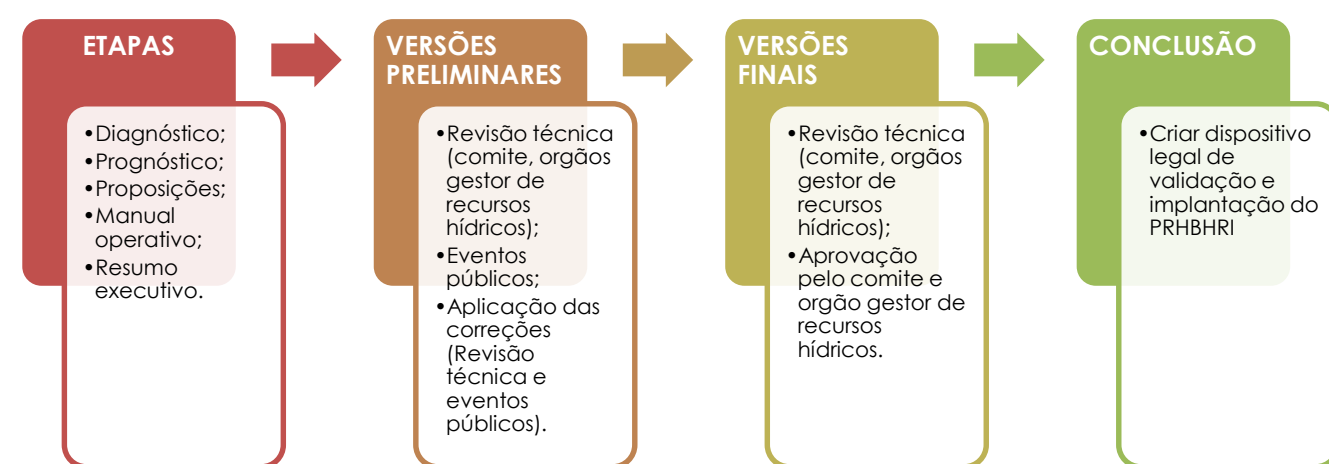 ETAPAS
•Diagnóstico;
•Prognóstico;
•Proposições;
•Manual
operativo;
•Resumo
executivo.
VERSÕES
PRELIMINARES
•Revisão técnica
(comite, orgãos
gestor de
recursos
hídricos);
•Eventos
públicos;
•Aplicação das
correções
(Revisão
técnica e
eventos
públicos).
VERSÕES
FINAIS
•Revisão técnica
(comite, orgãos
gestor de
recursos
hídricos);
•Aprovação
pelo comite e
orgão gestor de
recursos
hídricos.
CONCLUSÃO
•Criar dispositivo
legal de
validação e
implantação do
PRHBHRI